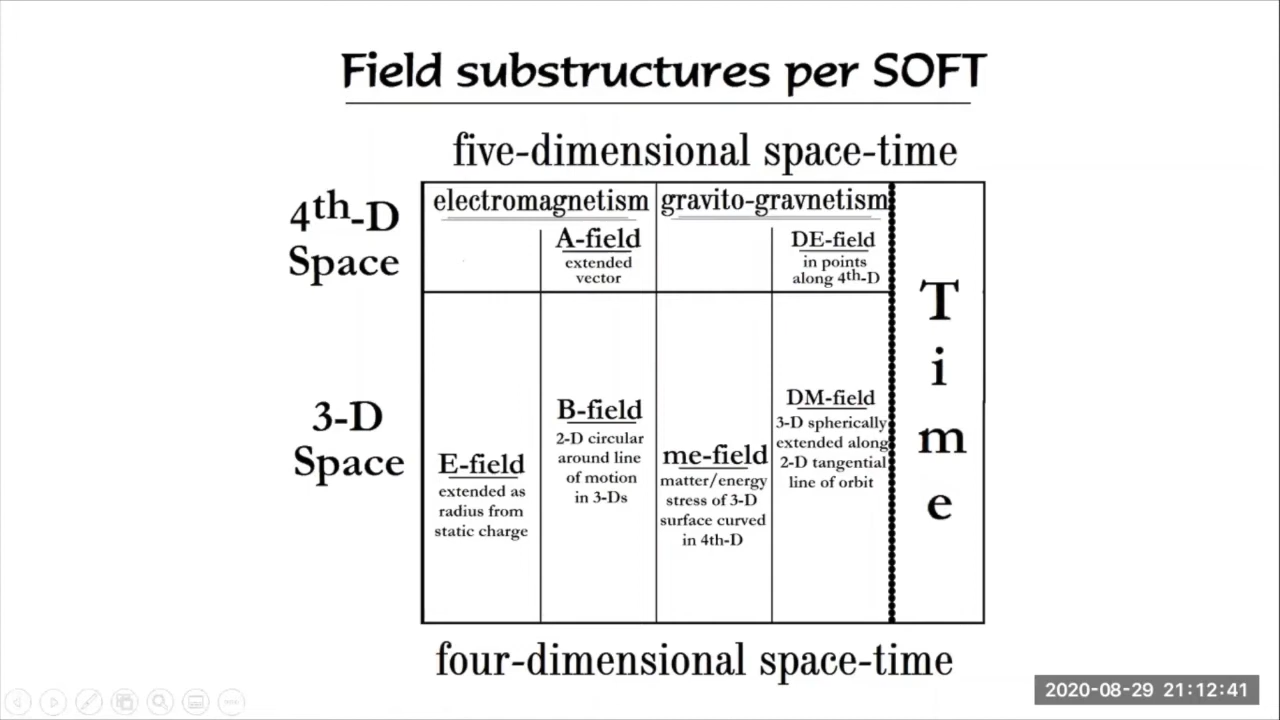 Field substructures per SOFT
five-dimensional space-time
4th-D
Space
electromagnetism
gravito-gravnetism
A-field
extended
vector
DE-field
in points
along 4th-D
Time
3-D
Space
E-field
extended as
radius from
static charge
B-field
2-D circular
around line
of motion
in 3-Ds
me-field
matter/energy
stress of 3-D
surface curved
in 4th-D
DM-field
3-D spherically
extended along
2-D tangential
line of orbit
four-dimensional space-time
2020-08-29 21:12:41